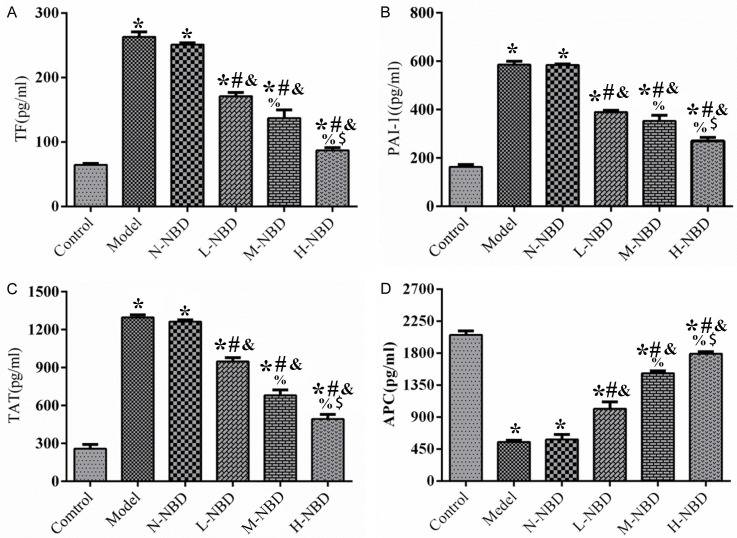 A
TF(pg/ml)
300
200
100
0
*
*
*#&
*#&
%
*#&
%$
Control
Model
N-NBD
L-NBD
M-NBD
H-NBD
B
PAI-1((pg/ml)
800
600
400
200
0
*
*
*#&
*#&
%
*#&
%$
Control
Model
N-NBD
L-NBD
M-NBD
H-NBD
C
TAT(pg/ml)
1500
1200
900
600
300
0
*
*
*#&
*#&
%
*#&
%$
Comtrol
Model
N-NBD
L-NBD
M-NBD
H-NBD
D
APC(pg/ml)
2700
2250
1800
1350
900
450
0
*
*
*#&
*#&
%
*#&
%$
Comtrol
Medel
N-NBD
L-NBD
M-NBD
H-NBD